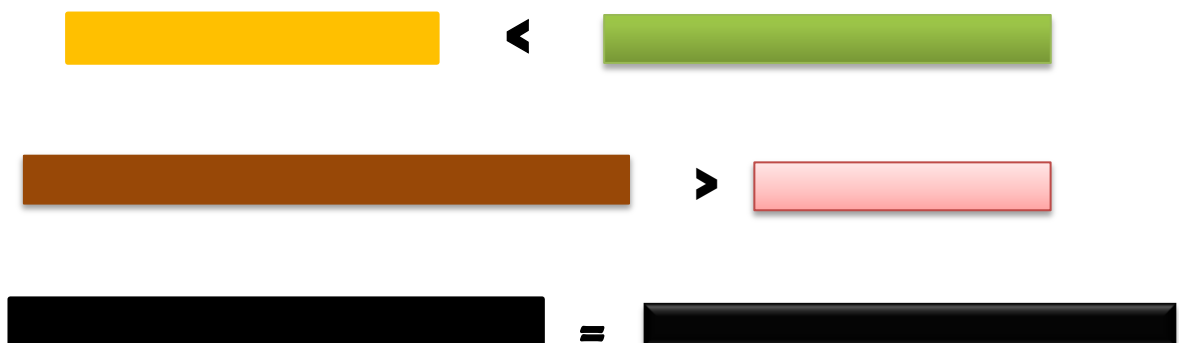 <
>
=